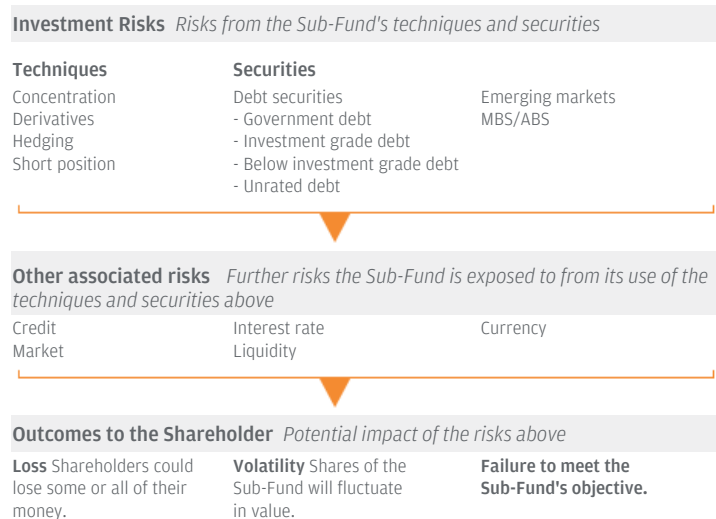 Investment Risks Risks from the Sub-Fund's techniques and securities
Techniques
Concentration
Derivatives
Hedging
Short position
Securities
Debt securities
- Government debt
- Investment grade debt
- Below investment grade debt
- Unrated debt
Emerging markets
MBS/ABS
Other associated risks Further risks the Sub-Fund is exposed to from its use of the
techniques and securities above
Credit
Market
Interest rate
Liquidity
Currency
Outcomes to the Shareholder Potential impact of the risks above
Loss Shareholders could
lose some or all of their
money.
Volatility Shares of the
Sub-Fund will fluctuate
in value.
Failure to meet the
Sub-Fund's objective.